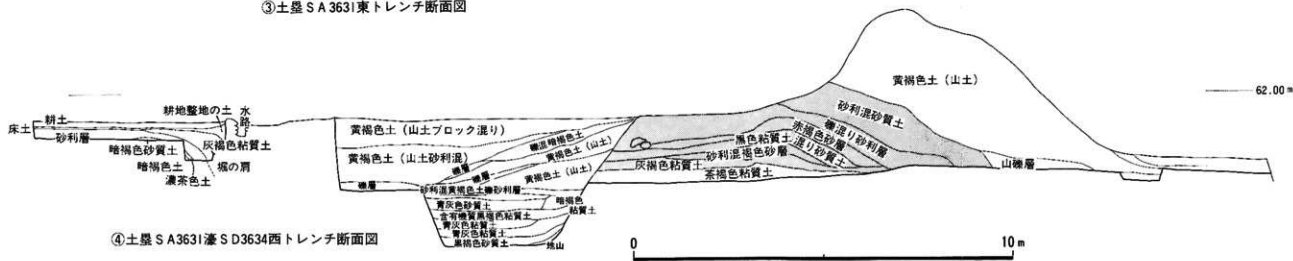 ③土塁ＳＡ3631東トレンチ断面図
黄褐色土（山土）
62.00m
耕地整地の土
水路
耕土
床土
砂利層
暗褐色砂質土
灰褐色粘質土
暗褐色土
堀の肩
濃茶色土
黄褐色土（山土ブロック混り）
黄褐色土（山土砂利混）
礫層
礫混暗褐色土
黄褐色土（山土）
礫層
礫層
黄褐色土（山土）
砂利混砂質土
礫混り砂利層
赤褐色砂層
混り砂質土
黒色粘質土
砂利混褐色砂層
灰褐色粘質土
茶褐色粘質土
山礫層
砂利混黄褐色土礫砂利層
青灰色砂質土
暗褐色粘質土
含有機質黒褐色粘質土
青灰色粘質土
青灰色砂質土
黒褐色砂質土
地山
④土塁ＳＡ3631濠ＳＤ3634西トレンチ断面図
0
10m